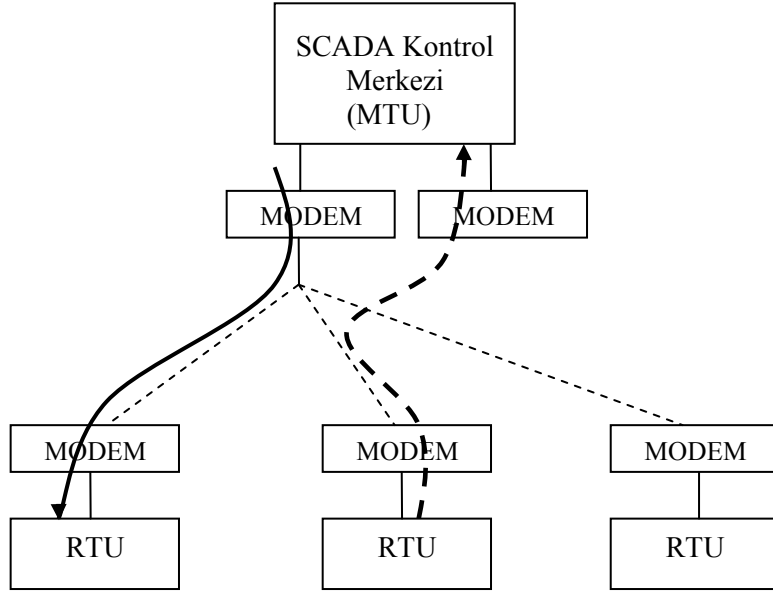 SCADA Kontrol
Merkezi
(MTU)
MODEM
MODEM
MODEM
MODEM
MODEM
RTU
RTU
RTU